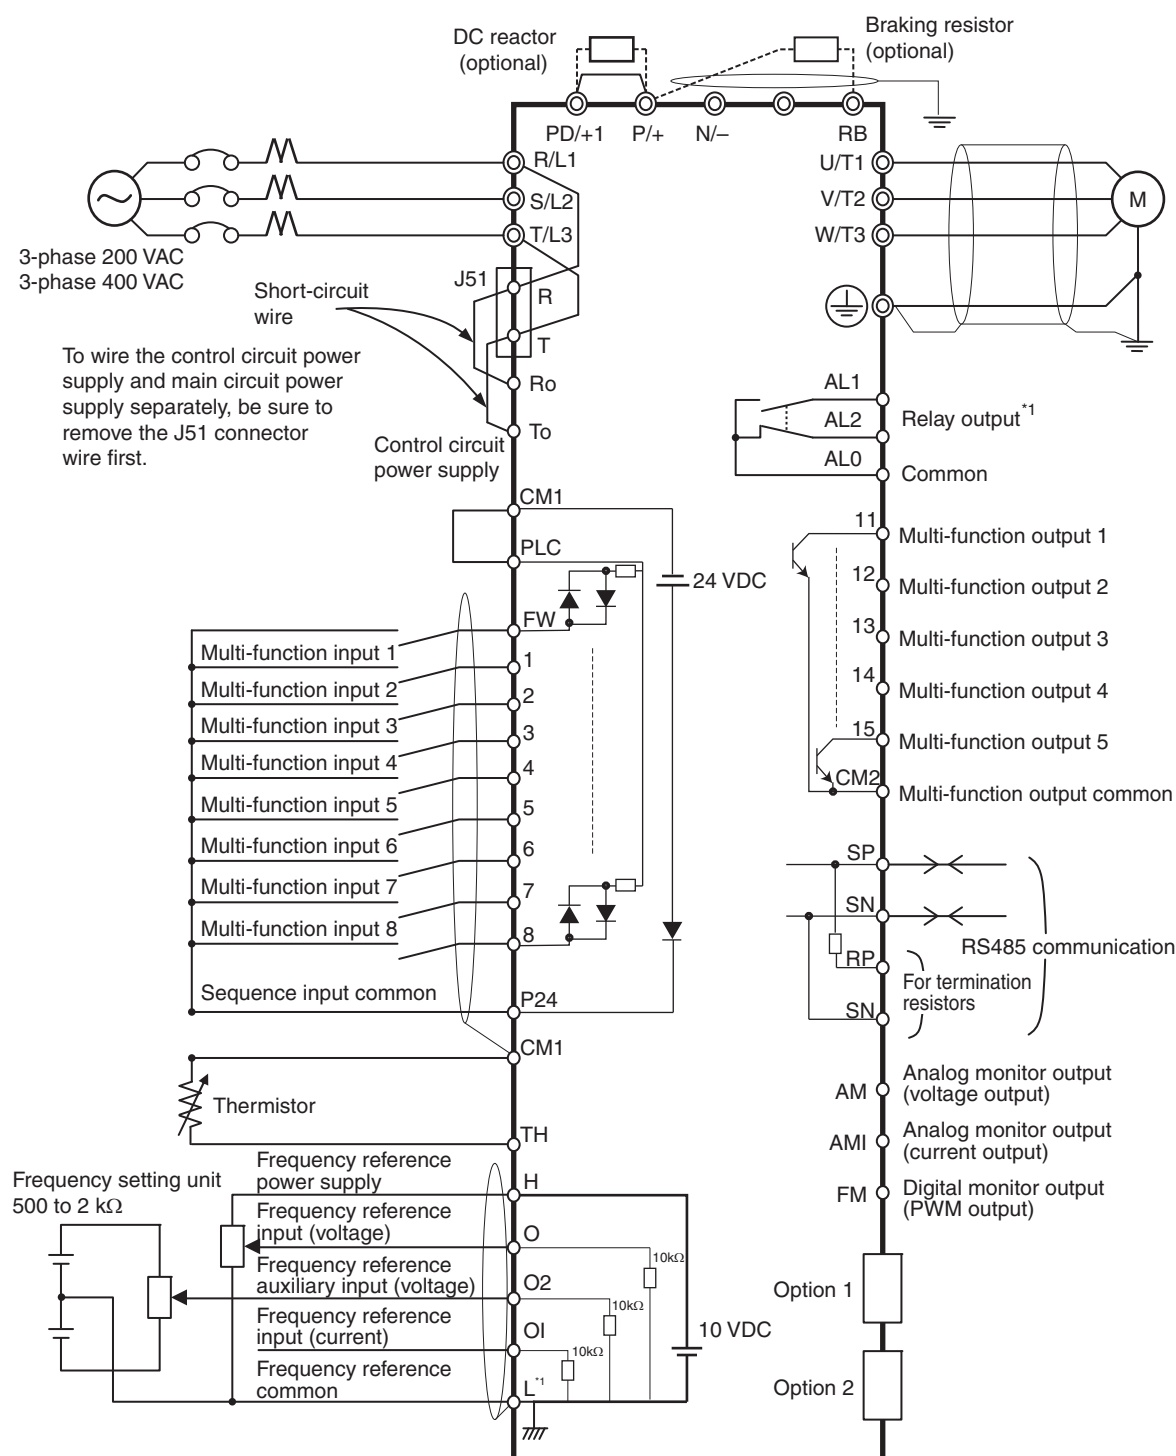 DC reactor
(optional)
Braking resistor
(optional)
PD/+1
P/+
N/–
RB
R/L1
S/L2
T/L3
U/T1
V/T2
W/T3
M
3-phase 200 VAC
3-phase 400 VAC
J51
R
T
Short-circuit
wire
To wire the control circuit power
supply and main circuit power
supply separately, be sure to
remove the J51 connector
wire first.
Ro
To
Control circuit
power supply
AL1
AL2
AL0
Relay output*1
Common
CM1
PLC
24 VDC
FW
Multi-function input 1
1
Multi-function input 2
2
Multi-function input 3
3
Multi-function input 4
4
Multi-function input 5
5
Multi-function input 6
6
Multi-function input 7
7
Multi-function input 8
8
Sequence input common
P24
CM1
Thermistor
TH
11
Multi-function output 1
12
Multi-function output 2
13
Multi-function output 3
14
Multi-function output 4
15
Multi-function output 5
CM2
Multi-function output common
SP
SN
RS485 communication
RP
For termination
resistors
SN
AM
Analog monitor output
(voltage output)
AMI
Analog monitor output
(current output)
FM
Digital monitor output
(PWM output)
Frequency setting unit
500 to 2 kΩ
Frequency reference
power supply
H
Frequency reference
input (voltage)
O
10kΩ
Frequency reference
auxiliary input (voltage)
O2
10kΩ
Frequency reference
input (current)
OI
10kΩ
10 VDC
Frequency reference
common
L*1
Option 1
Option 2